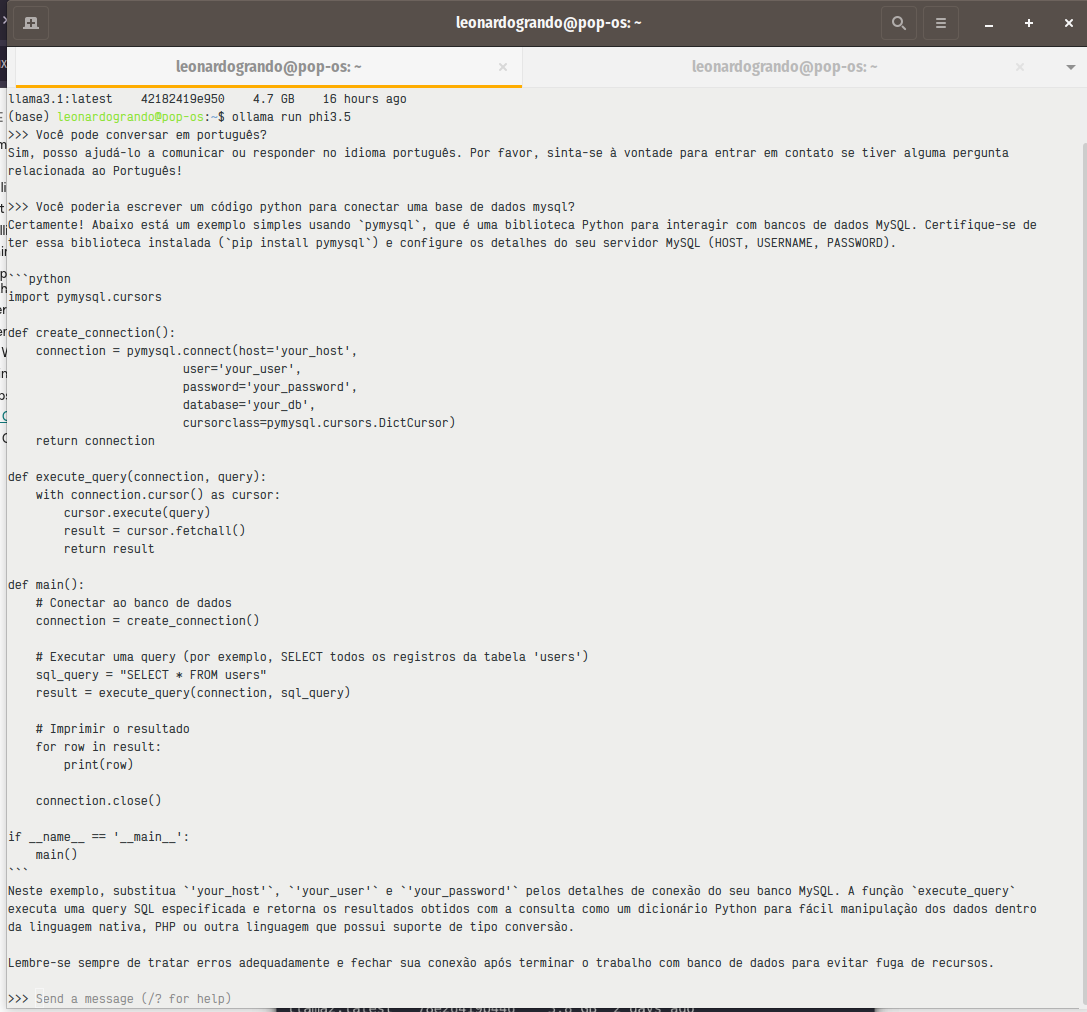 leonardogrando@pop-os: ~
leonardogrando@pop-os: ~
leonardogrando@pop-os: ~
llama3.1:latest    42182419e950    4.7 GB    16 hours ago
(base) leonardogrando@pop-os:~$ ollama run phi3.5
>>> Você pode conversar em português?
Sim, posso ajudá-lo a comunicar ou responder no idioma português. Por favor, sinta-se à vontade para entrar em contato se tiver alguma pergunta
relacionada ao Português!
>>> Você poderia escrever um código python para conectar uma base de dados mysql?
Certamente! Abaixo está um exemplo simples usando `pymysql`, que é uma biblioteca Python para interagir com bancos de dados MySQL. Certifique-se de
ter essa biblioteca instalada (`pip install pymysql`) e configure os detalhes do seu servidor MySQL (HOST, USERNAME, PASSWORD).
```python
import pymysql.cursors
def create_connection():
    connection = pymysql.connect(host='your_host',
                         user='your_user',
                         password='your_password',
                         database='your_db',
                         cursorclass=pymysql.cursors.DictCursor)
    return connection
def execute_query(connection, query):
    with connection.cursor() as cursor:
        cursor.execute(query)
        result = cursor.fetchall()
        return result
def main():
    # Conectar ao banco de dados
    connection = create_connection()
    # Executar uma query (por exemplo, SELECT todos os registros da tabela 'users')
    sql_query = "SELECT * FROM users"
    result = execute_query(connection, sql_query)
    # Imprimir o resultado
    for row in result:
        print(row)
    connection.close()
if __name__ == '__main__':
    main()
```
Neste exemplo, substitua `'your_host'`, `'your_user'` e `'your_password'` pelos detalhes de conexão do seu banco MySQL. A função `execute_query`
executa uma query SQL especificada e retorna os resultados obtidos com a consulta como um dicionário Python para fácil manipulação dos dados dentro
da linguagem nativa, PHP ou outra linguagem que possui suporte de tipo conversão.
Lembre-se sempre de tratar erros adequadamente e fechar sua conexão após terminar o trabalho com banco de dados para evitar fuga de recursos.
>>> Send a message (/? for help)